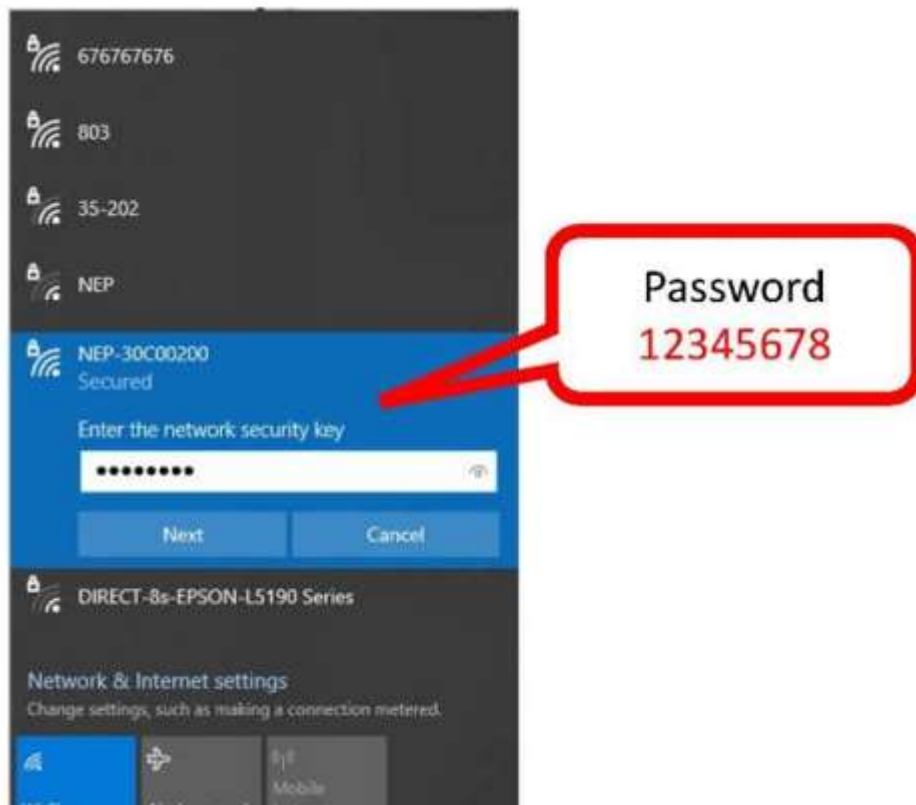 676767676
803
35-202
NEP
NEP-30C00200
Secured
Enter the network security key
••••••••
Next
Cancel
DIRECT-8s-EPSON-L5190 Series
Network & Internet settings
Change settings, such as making a connection metered.
Mobile
Password
12345678